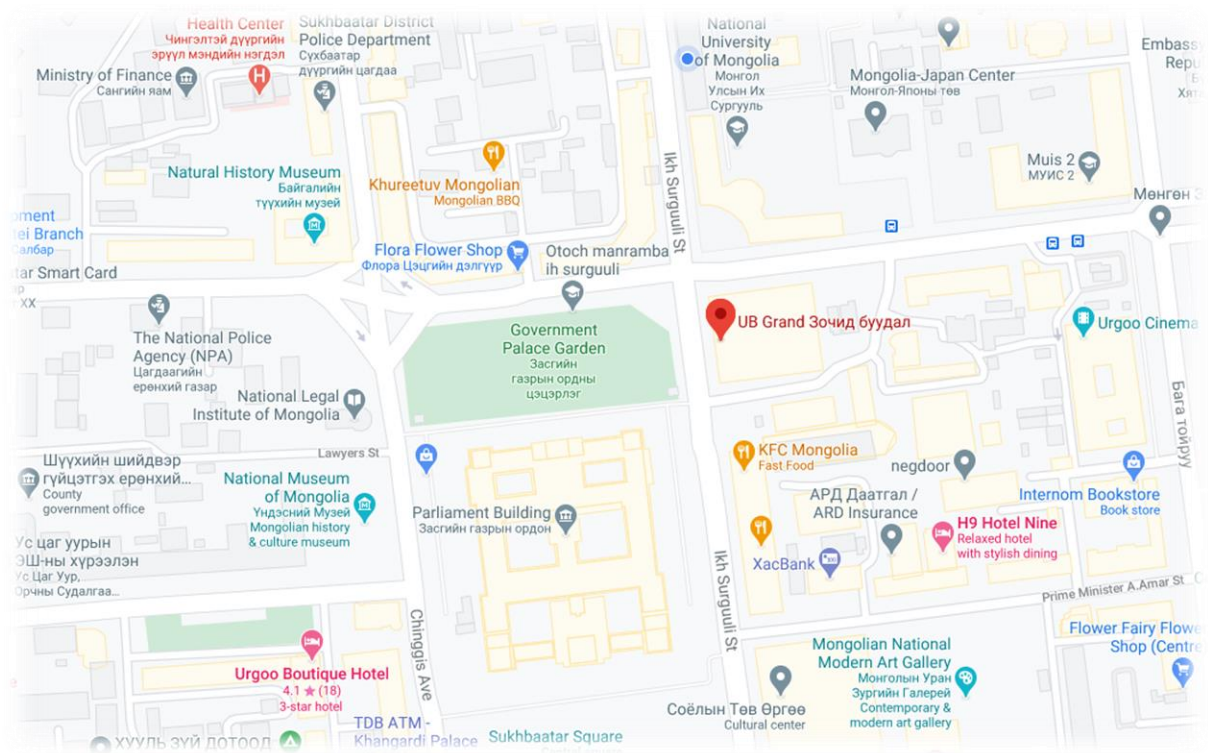 Health Center
Чингэлтэй дүүргийн
эрүүл мэндийн нэгдэл
Sukhbaatar District
Police Department
Сүхбаатар
дүүргийн цагдаа
Ministry of Finance
Сангийн яам
National
University
of Mongolia
Монгол
Улсын Их
Сургууль
Mongolia-Japan Center
Монгол-Японы төв
Embass
Repu
Хята
Muis 2
МУИС 2
Мөнгөн З
Natural History Museum
Байгалийн
түүхийн музей
Khureetuv Mongolian
Mongolian BBQ
Ikh Surguuli St
pment
tei Branch
Салбар
Flora Flower Shop
Флора Цэцгийн дэлгүүр
Otoch manramba
ih surguuli
tar Smart Card
ХХ
The National Police
Agency (NPA)
Цагдаагийн
ерөнхий газар
Government
Palace Garden
Засгийн
газрын ордны
цэцэрлэг
UB Grand Зочид буудал
Urgoo Cinema
National Legal
Institute of Mongolia
Бага тойруу
Lawyers St
Шүүхийн шийдвэр
гүйцэтгэх ерөнхий...
County
government office
National Museum
of Mongolia
Үндэсний Музей
Mongolian history
& culture museum
Parliament Building
Засгийн газрын ордон
KFC Mongolia
Fast Food
negdoor
Internom Bookstore
Book store
АРД Даатгал /
ARD Insurance
H9 Hotel Nine
Relaxed hotel
with stylish dining
XacBank
Ус цаг уурын
ЭШ-ны хүрээлэн
Ус Цаг Уур,
Орчны Судалгаа...
Prime Minister A.Amar St
Chinggis Ave
Ikh Surguuli St
Flower Fairy Flowe
Shop (Centre
Urgoo Boutique Hotel
4.1 ★ (18)
3-star hotel
Mongolian National
Modern Art Gallery
Монголын Уран
Зургийн Галерей
Contemporary &
modern art gallery
Соёлын Төв Өргөө
Cultural center
TDB ATM -
Khangardi Palace
Sukhbaatar Square
ХУУЛЬ ЗҮЙ ДОТООД